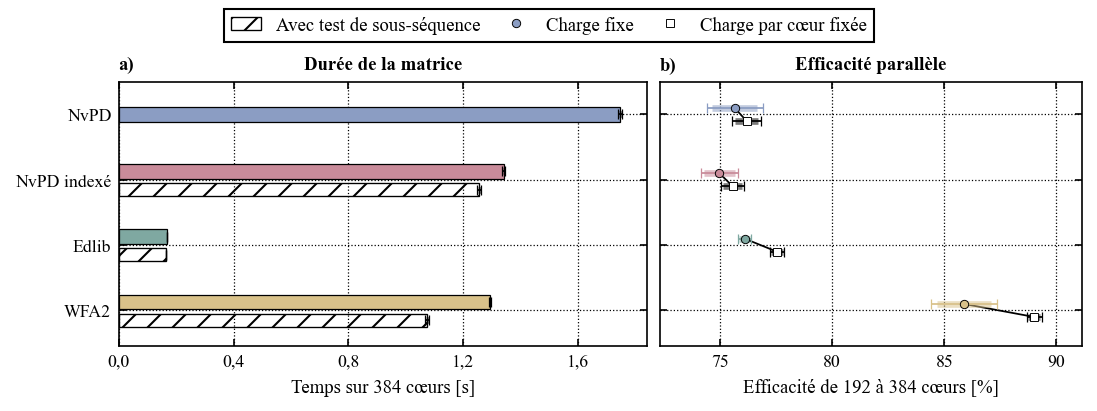 Avec test de sous-séquence Charge fixe Charge par cœur fixée
a) Durée de la matrice
b) Efficacité parallèle
NvPD
NvPD indexé
Edlib
WFA2
0,0 0,4 0,8 1,2 1,6
75 80 85 90
Temps sur 384 cœurs [s]
Efficacité de 192 à 384 cœurs [%]